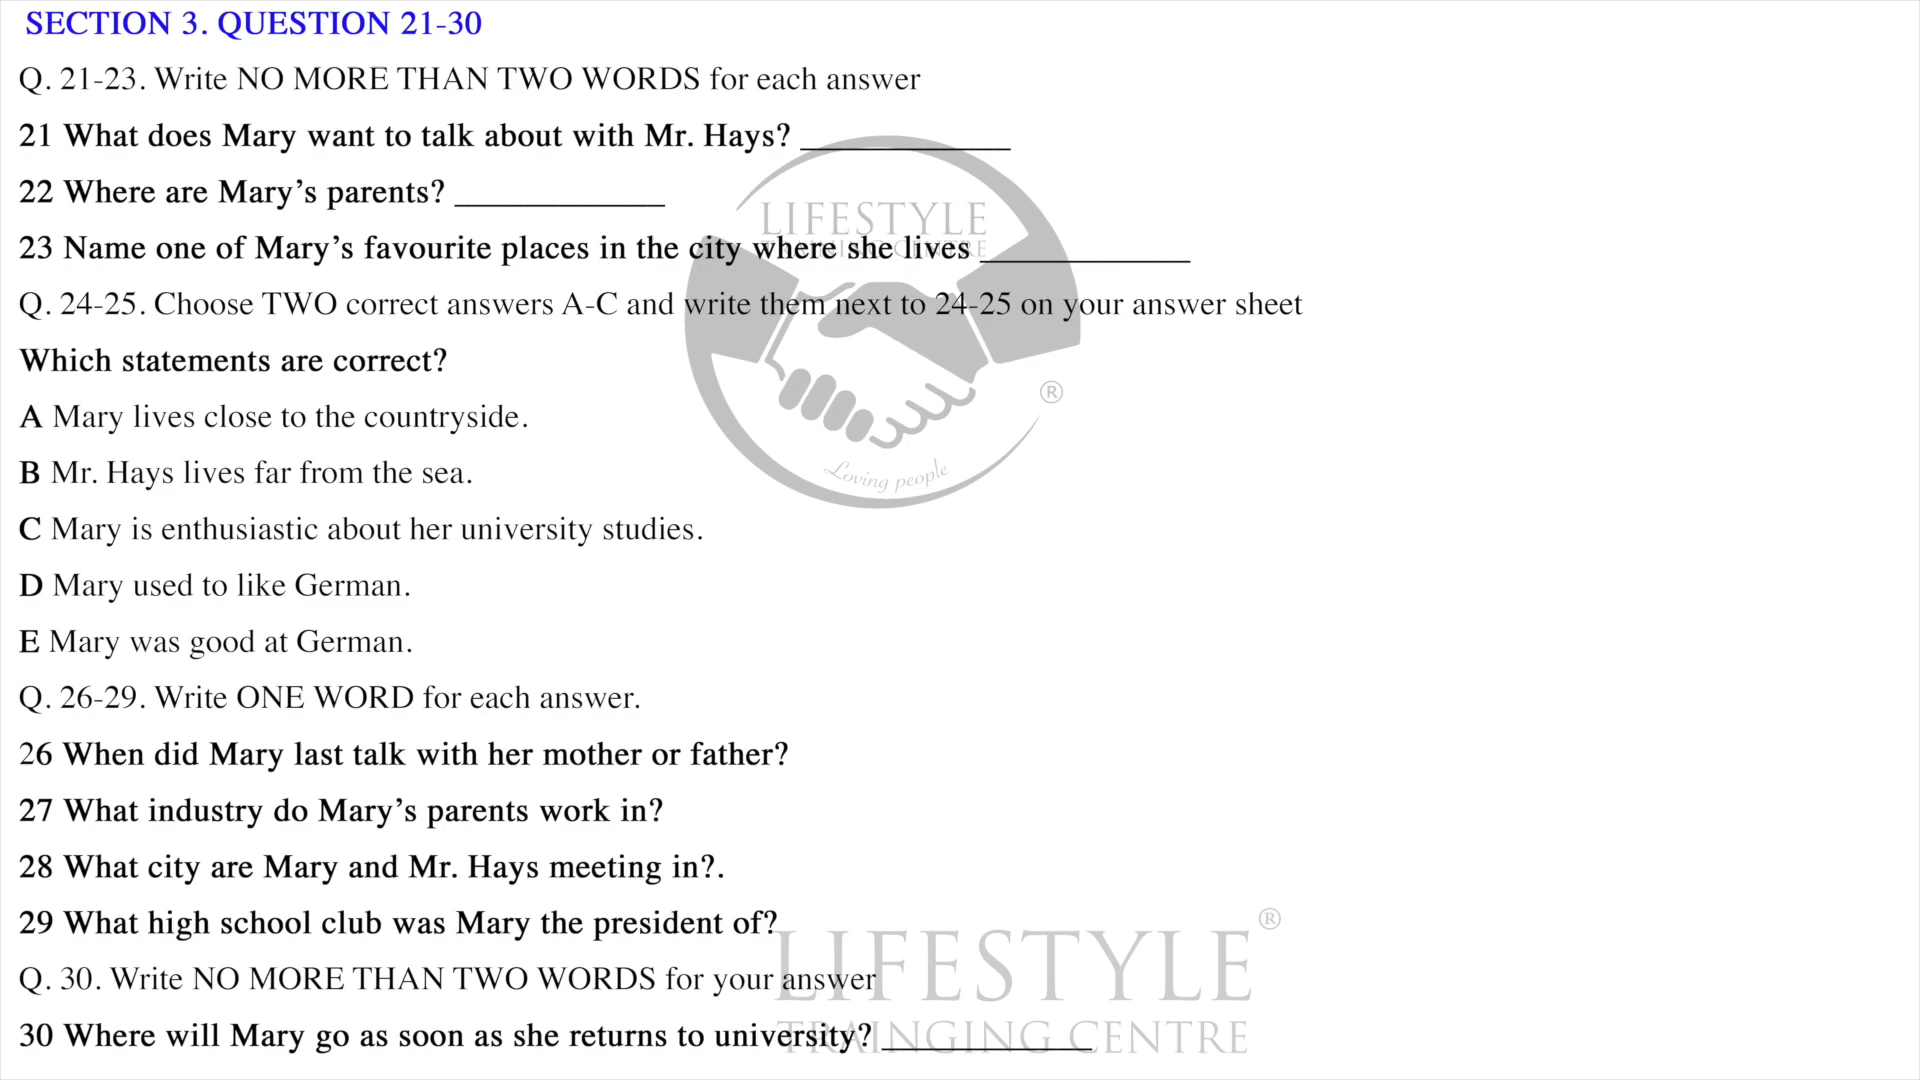 SECTION 3. QUESTION 21-30
Q. 21-23. Write NO MORE THAN TWO WORDS for each answer
21 What does Mary want to talk about with Mr. Hays? ____________
22 Where are Mary's parents? ____________
23 Name one of Mary's favourite places in the city where she lives ____________
Q. 24-25. Choose TWO correct answers A-C and write them next to 24-25 on your answer sheet
Which statements are correct?
A Mary lives close to the countryside.
B Mr. Hays lives far from the sea.
C Mary is enthusiastic about her university studies.
D Mary used to like German.
E Mary was good at German.
Q. 26-29. Write ONE WORD for each answer.
26 When did Mary last talk with her mother or father?
27 What industry do Mary's parents work in?
28 What city are Mary and Mr. Hays meeting in?.
29 What high school club was Mary the president of?
Q. 30. Write NO MORE THAN TWO WORDS for your answer
30 Where will Mary go as soon as she returns to university? ____________
LIFESTYLE
TRAINING CENTRE
®
Loving people
LIFESTYLE ®
TRAINGING CENTRE